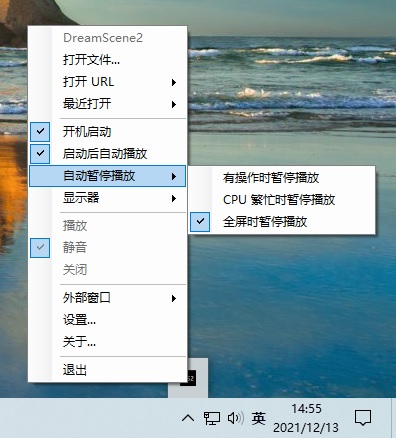 DreamScene2
打开文件...
打开 URL
最近打开
开机启动
启动后自动播放
自动暂停播放
显示器
有操作时暂停播放
CPU 繁忙时暂停播放
全屏时暂停播放
播放
静音
关闭
外部窗口
设置...
关于...
退出
英
14:55
2021/12/13